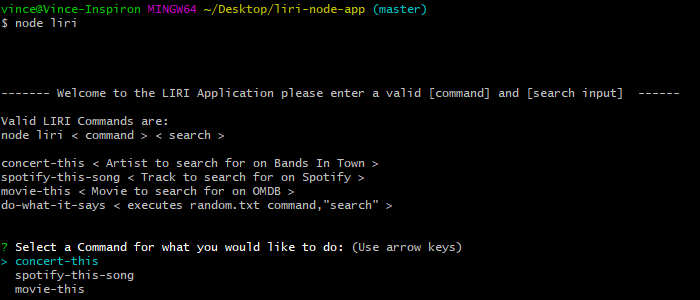 vince@Vince-Inspiron MINGW64 ~/Desktop/liri-node-app (master)
$ node liri
------- Welcome to the LIRI Application please enter a valid [command] and [search input]  ------
Valid LIRI Commands are:
node liri < command > < search >
concert-this < Artist to search for on Bands In Town >
spotify-this-song < Track to search for on Spotify >
movie-this < Movie to search for on OMDB >
do-what-it-says < executes random.txt command,"search" >
? Select a Command for what you would like to do: (Use arrow keys)
> concert-this
spotify-this-song
movie-this